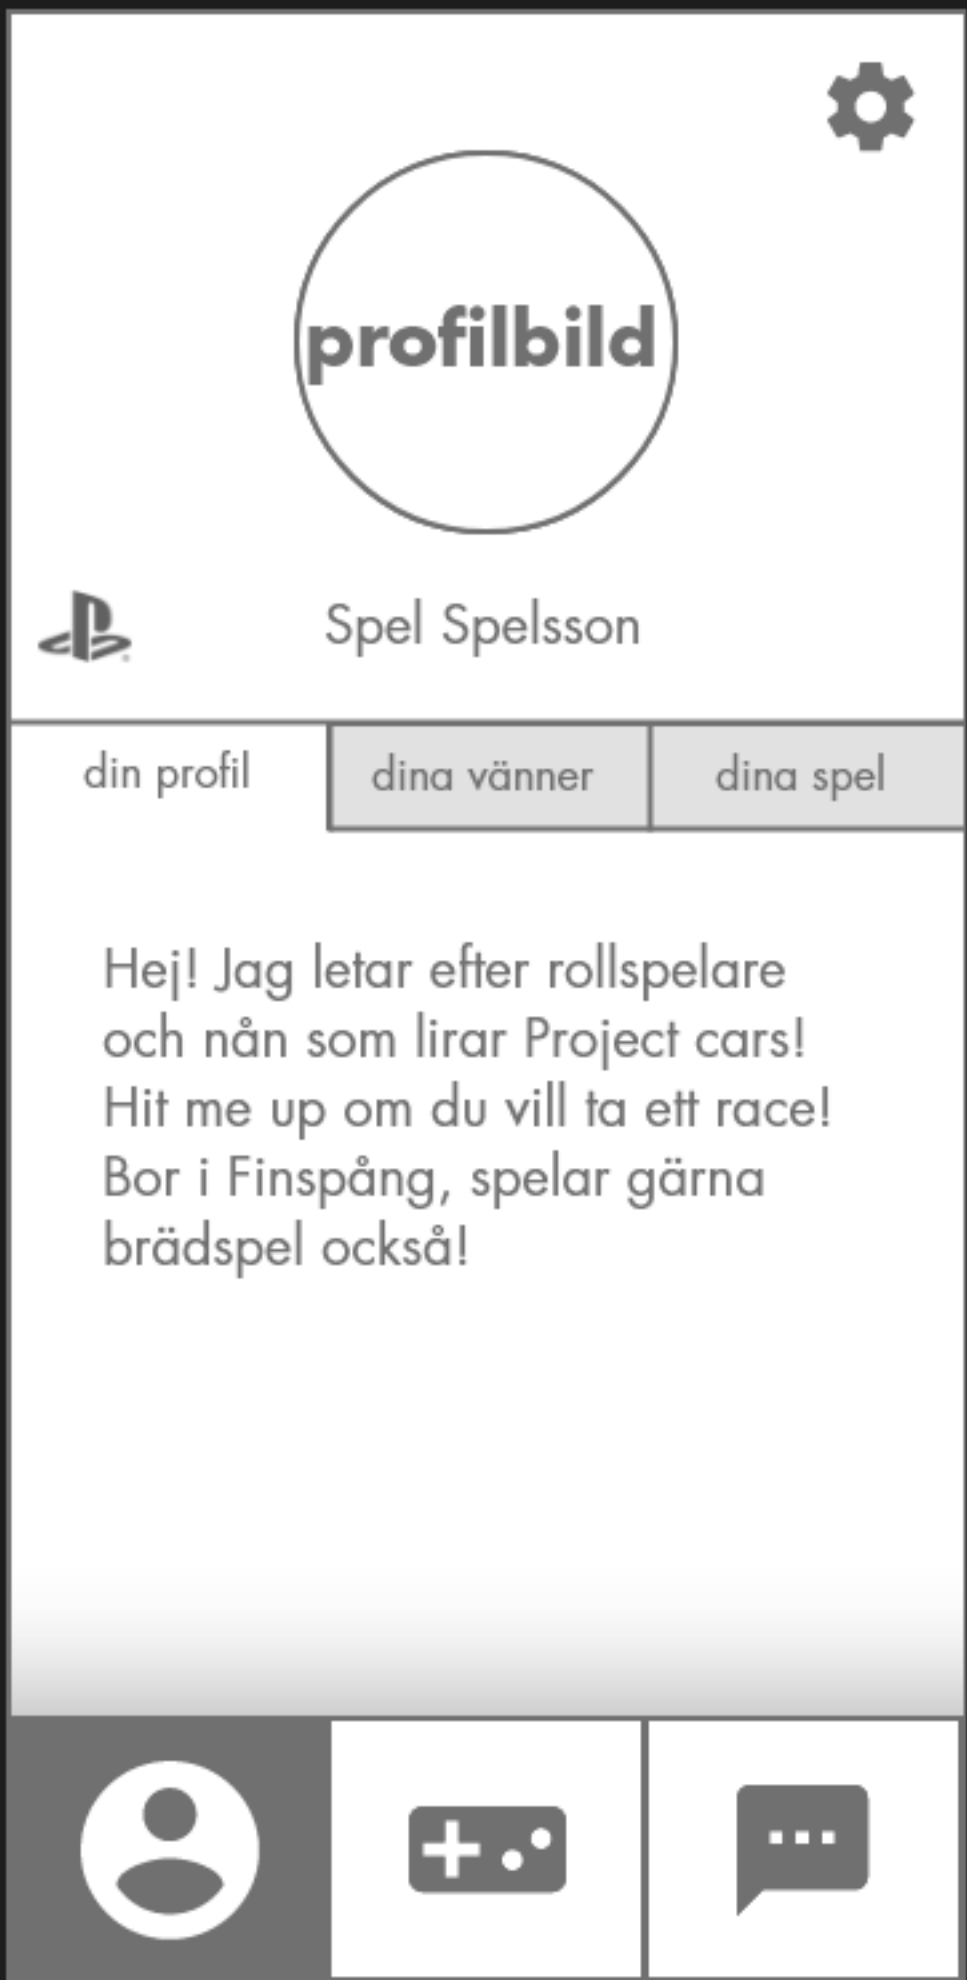 profilbild
Spel Spelsson
din profil
dina vänner
dina spel
Hej! Jag letar efter rollspelare
och nån som lirar Project cars!
Hit me up om du vill ta ett race!
Bor i Finspång, spelar gärna
brädspel också!